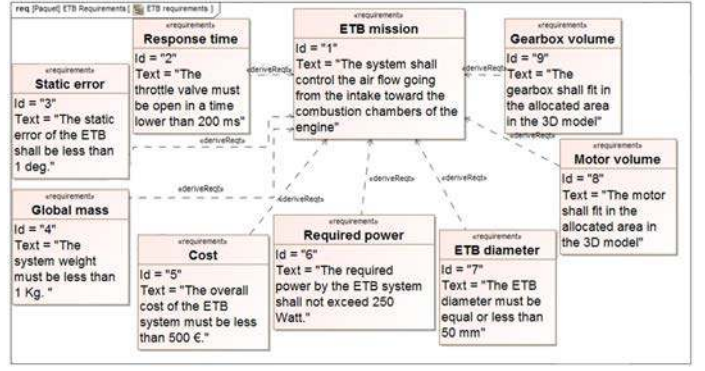 req [Paquet] ETB Requirements [ ETB requirements ]
«requirement»
Response time
Id = "2"
Text = "The
throttle valve must
be open in a time
lower than 200 ms"
«requirement»
ETB mission
Id = "1"
Text = "The system shall
control the air flow going
from the intake toward the
combustion chambers of the
engine"
«requirement»
Gearbox volume
Id = "9"
Text = "The
gearbox shall fit in
the allocated area
in the 3D model"
«requirement»
Static error
Id = "3"
Text = "The static
error of the ETB
shall be less than
1 deg."
«requirement»
Motor volume
Id = "8"
Text = "The motor
shall fit in the
allocated area in
the 3D model"
«requirement»
Global mass
Id = "4"
Text = "The
system weight
must be less than
1 Kg. "
«requirement»
Cost
Id = "5"
Text = "The overall
cost of the ETB
system must be less
than 500 €."
«requirement»
Required power
Id = "6"
Text = "The required
power by the ETB system
shall not exceed 250
Watt."
«requirement»
ETB diameter
Id = "7"
Text = "The ETB
diameter must be
equal or less than
50 mm"
«deriveReqt»
«deriveReqt»
«deriveReqt»
«deriveReqt»
«deriveReqt»
«deriveReqt»
«deriveReqt»
«deriveReqt»